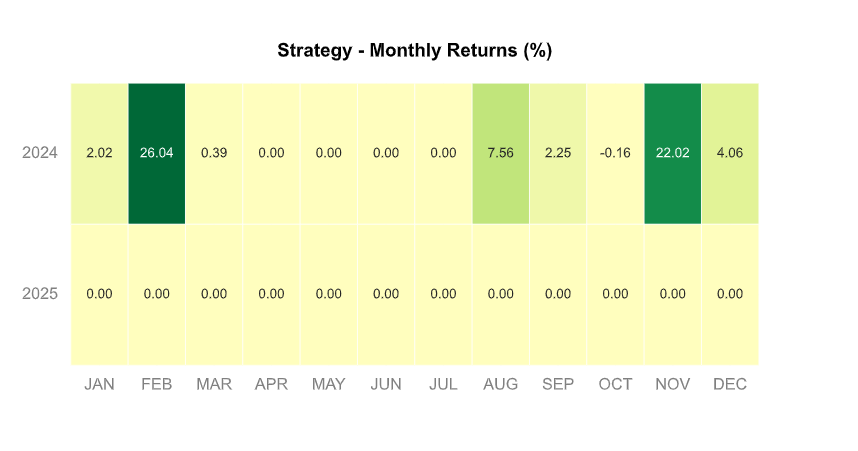 Strategy - Monthly Returns (%)
2024 2.02 26.04 0.39 0.00 0.00 0.00 0.00 7.56 2.25 -0.16 22.02 4.06
2025 0.00 0.00 0.00 0.00 0.00 0.00 0.00 0.00 0.00 0.00 0.00 0.00
JAN FEB MAR APR MAY JUN JUL AUG SEP OCT NOV DEC